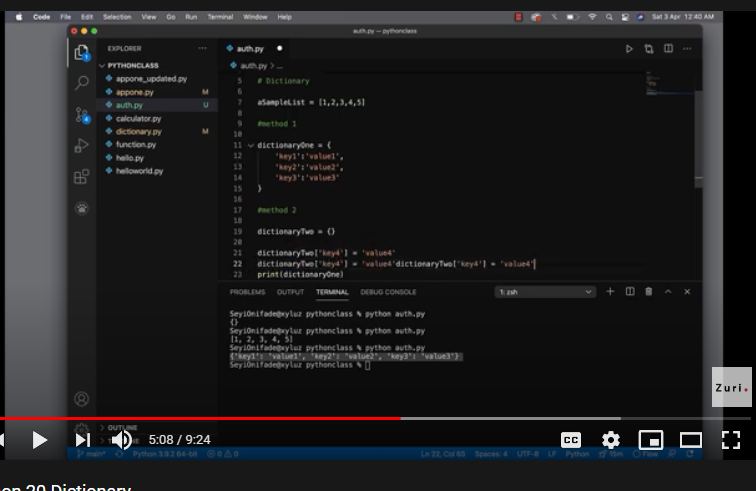 Code File Edit Selection View Go Run Terminal Window Help Sat 3 Apr 12:40 AM
auth.py — pythonclass
EXPLORER
PYTHONCLASS
appone_updated.py
appone.py M
auth.py U
calculator.py
dictionary.py M
function.py
hello.py
helloworld.py
OUTLINE
auth.py
auth.py > ...
5 # Dictionary
6
7 aSampleList = [1,2,3,4,5]
8
9 #method 1
10
11 dictionaryOne = {
12 'key1':'value1',
13 'key2':'value2',
14 'key3':'value3'
15 }
16
17 #method 2
18
19 dictionaryTwo = {}
20
21 dictionaryTwo['key4'] = 'value4'
22 dictionaryTwo['key4'] = 'value4'dictionaryTwo['key4'] = 'value4'
23 print(dictionaryOne)
PROBLEMS OUTPUT TERMINAL DEBUG CONSOLE 1: zsh
SeyiOnifade@xyluz pythonclass % python auth.py
{}
SeyiOnifade@xyluz pythonclass % python auth.py
[1, 2, 3, 4, 5]
SeyiOnifade@xyluz pythonclass % python auth.py
{'key1': 'value1', 'key2': 'value2', 'key3': 'value3'}
SeyiOnifade@xyluz pythonclass %
Zuri.
5:08 / 9:24 CC
main* Python 3.9.2 64-bit 0 0 Ln 22, Col 65 Spaces: 4 UTF-8 LF Python
on 20 Dictionary